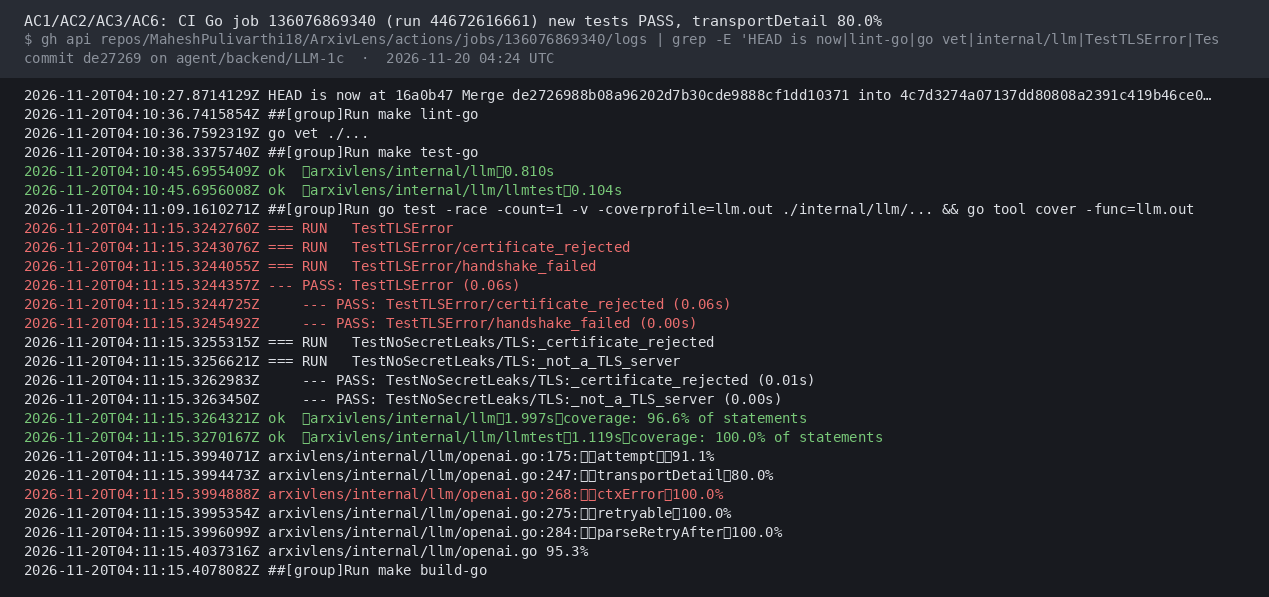 AC1/AC2/AC3/AC6: CI Go job 136076869340 (run 44672616661) new tests PASS, transportDetail 80.0%
$ gh api repos/MaheshPulivarthi18/ArxivLens/actions/jobs/136076869340/logs | grep -E 'HEAD is now|lint-go|go vet|internal/llm|TestTLSError|Tes
commit de27269 on agent/backend/LLM-1c · 2026-11-20 04:24 UTC
2026-11-20T04:10:27.8714129Z HEAD is now at 16a0b47 Merge de2726988b08a96202d7b30cde9888cf1dd10371 into 4c7d3274a07137dd80808a2391c419b46ce0…
2026-11-20T04:10:36.7415854Z ##[group]Run make lint-go
2026-11-20T04:10:36.7592319Z go vet ./...
2026-11-20T04:10:38.3375740Z ##[group]Run make test-go
2026-11-20T04:10:45.6955409Z ok  arxivlens/internal/llm 0.810s
2026-11-20T04:10:45.6956008Z ok  arxivlens/internal/llm/llmtest 0.104s
2026-11-20T04:11:09.1610271Z ##[group]Run go test -race -count=1 -v -coverprofile=llm.out ./internal/llm/... && go tool cover -func=llm.out
2026-11-20T04:11:15.3242760Z === RUN   TestTLSError
2026-11-20T04:11:15.3243076Z === RUN   TestTLSError/certificate_rejected
2026-11-20T04:11:15.3244055Z === RUN   TestTLSError/handshake_failed
2026-11-20T04:11:15.3244357Z --- PASS: TestTLSError (0.06s)
2026-11-20T04:11:15.3244725Z     --- PASS: TestTLSError/certificate_rejected (0.06s)
2026-11-20T04:11:15.3245492Z     --- PASS: TestTLSError/handshake_failed (0.00s)
2026-11-20T04:11:15.3255315Z === RUN   TestNoSecretLeaks/TLS:_certificate_rejected
2026-11-20T04:11:15.3256621Z === RUN   TestNoSecretLeaks/TLS:_not_a_TLS_server
2026-11-20T04:11:15.3262983Z     --- PASS: TestNoSecretLeaks/TLS:_certificate_rejected (0.01s)
2026-11-20T04:11:15.3263450Z     --- PASS: TestNoSecretLeaks/TLS:_not_a_TLS_server (0.00s)
2026-11-20T04:11:15.3264321Z ok  arxivlens/internal/llm 1.997s coverage: 96.6% of statements
2026-11-20T04:11:15.3270167Z ok  arxivlens/internal/llm/llmtest 1.119s coverage: 100.0% of statements
2026-11-20T04:11:15.3994071Z arxivlens/internal/llm/openai.go:175: attempt 91.1%
2026-11-20T04:11:15.3994473Z arxivlens/internal/llm/openai.go:247: transportDetail 80.0%
2026-11-20T04:11:15.3994888Z arxivlens/internal/llm/openai.go:268: ctxError 100.0%
2026-11-20T04:11:15.3995354Z arxivlens/internal/llm/openai.go:275: retryable 100.0%
2026-11-20T04:11:15.3996099Z arxivlens/internal/llm/openai.go:284: parseRetryAfter 100.0%
2026-11-20T04:11:15.4037316Z arxivlens/internal/llm/openai.go 95.3%
2026-11-20T04:11:15.4078082Z ##[group]Run make build-go